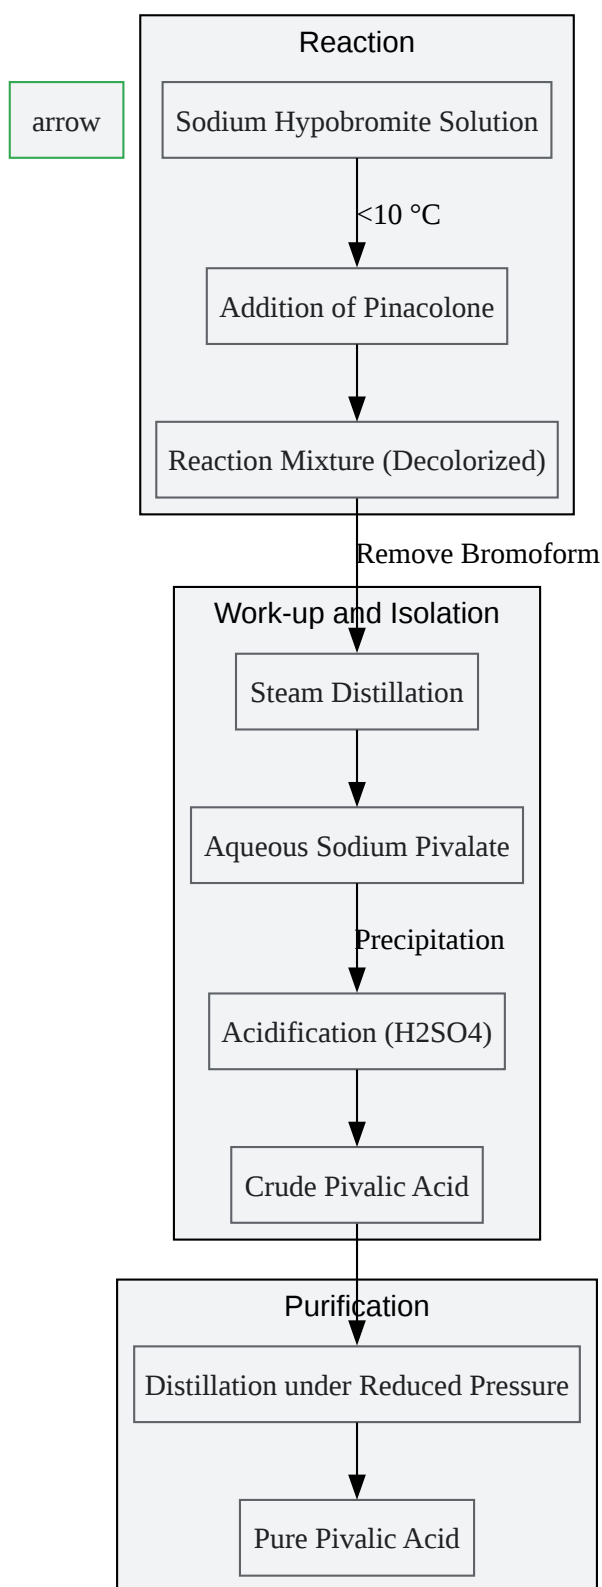 Reaction
arrow
Sodium Hypobromite Solution
<10 °C
Addition of Pinacolone
Reaction Mixture (Decolorized)
Remove Bromoform
Work-up and Isolation
Steam Distillation
Aqueous Sodium Pivalate
Precipitation
Acidification (H2SO4)
Crude Pivalic Acid
Purification
Distillation under Reduced Pressure
Pure Pivalic Acid